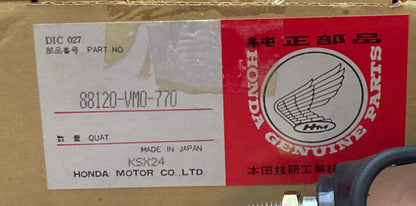 DIC 027
部品番号. PART NO.
88120-VM0-770
数量 QUAT.
MADE IN JAPAN
KSX24
HONDA MOTOR CO.,LTD.
純正部品
HONDA GENUINE PARTS
HM
本田技研工業株